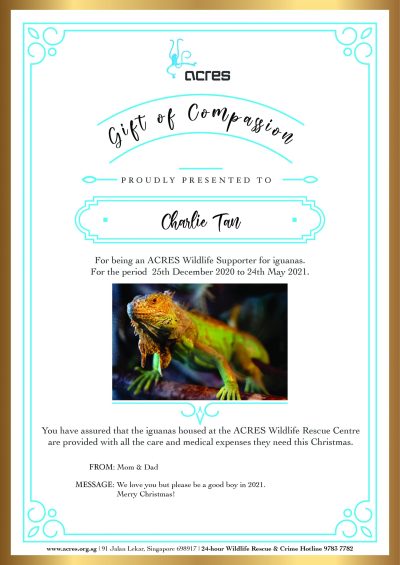 acres
Gift of Compassion
PROUDLY PRESENTED TO
Charlie Tan
For being an ACRES Wildlife Supporter for iguanas.
For the period 25th December 2020 to 24th May 2021.
You have assured that the iguanas housed at the ACRES Wildlife Rescue Centre
are provided with all the care and medical expenses they need this Christmas.
FROM: Mom & Dad
MESSAGE: We love you but please be a good boy in 2021.
Merry Christmas!
www.acres.org.sg | 91 Jalan Lekar, Singapore 698917 | 24-hour Wildlife Rescue & Crime Hotline 9783 7782